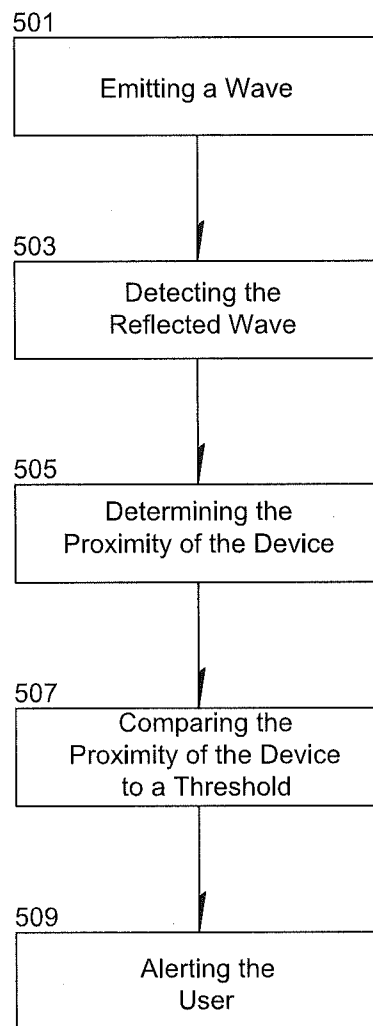 501
Emitting a Wave
503
Detecting the
Reflected Wave
505
Determining the
Proximity of the Device
507
Comparing the
Proximity of the Device
to a Threshold
509
Alerting the
User